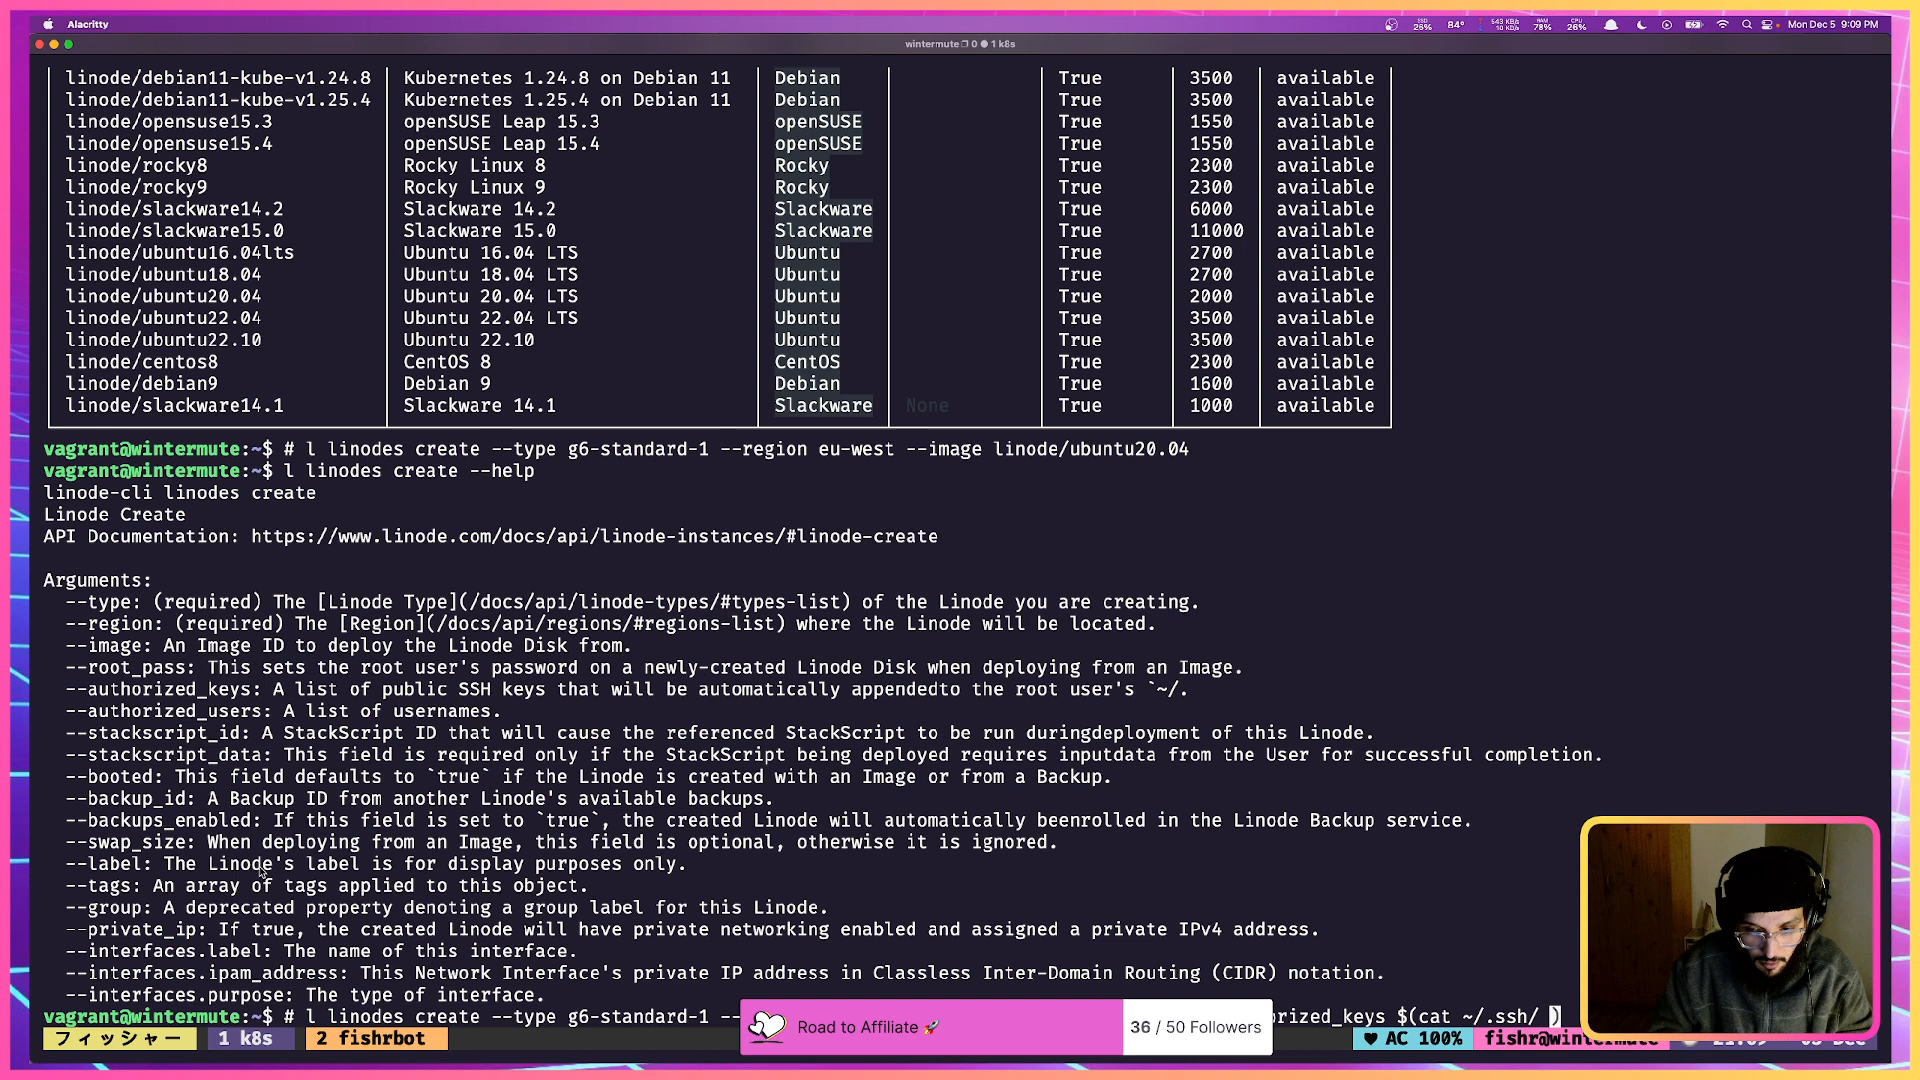 Alacritty
SSD 26% 84° 543 KB/s 10 KB/s RAM 78% CPU 26% Mon Dec 5 9:09 PM
wintermute 0 1 k8s
linode/debian11-kube-v1.24.8 Kubernetes 1.24.8 on Debian 11 Debian True 3500 available
linode/debian11-kube-v1.25.4 Kubernetes 1.25.4 on Debian 11 Debian True 3500 available
linode/opensuse15.3 openSUSE Leap 15.3 openSUSE True 1550 available
linode/opensuse15.4 openSUSE Leap 15.4 openSUSE True 1550 available
linode/rocky8 Rocky Linux 8 Rocky True 2300 available
linode/rocky9 Rocky Linux 9 Rocky True 2300 available
linode/slackware14.2 Slackware 14.2 Slackware True 6000 available
linode/slackware15.0 Slackware 15.0 Slackware True 11000 available
linode/ubuntu16.04lts Ubuntu 16.04 LTS Ubuntu True 2700 available
linode/ubuntu18.04 Ubuntu 18.04 LTS Ubuntu True 2700 available
linode/ubuntu20.04 Ubuntu 20.04 LTS Ubuntu True 2000 available
linode/ubuntu22.04 Ubuntu 22.04 LTS Ubuntu True 3500 available
linode/ubuntu22.10 Ubuntu 22.10 Ubuntu True 3500 available
linode/centos8 CentOS 8 CentOS True 2300 available
linode/debian9 Debian 9 Debian True 1600 available
linode/slackware14.1 Slackware 14.1 Slackware None True 1000 available
vagrant@wintermute:~$ # l linodes create --type g6-standard-1 --region eu-west --image linode/ubuntu20.04
vagrant@wintermute:~$ l linodes create --help
linode-cli linodes create
Linode Create
API Documentation: https://www.linode.com/docs/api/linode-instances/#linode-create
Arguments:
--type: (required) The [Linode Type](/docs/api/linode-types/#types-list) of the Linode you are creating.
--region: (required) The [Region](/docs/api/regions/#regions-list) where the Linode will be located.
--image: An Image ID to deploy the Linode Disk from.
--root_pass: This sets the root user's password on a newly-created Linode Disk when deploying from an Image.
--authorized_keys: A list of public SSH keys that will be automatically appendedto the root user's `~/.
--authorized_users: A list of usernames.
--stackscript_id: A StackScript ID that will cause the referenced StackScript to be run duringdeployment of this Linode.
--stackscript_data: This field is required only if the StackScript being deployed requires inputdata from the User for successful completion.
--booted: This field defaults to `true` if the Linode is created with an Image or from a Backup.
--backup_id: A Backup ID from another Linode's available backups.
--backups_enabled: If this field is set to `true`, the created Linode will automatically beenrolled in the Linode Backup service.
--swap_size: When deploying from an Image, this field is optional, otherwise it is ignored.
--label: The Linode's label is for display purposes only.
--tags: An array of tags applied to this object.
--group: A deprecated property denoting a group label for this Linode.
--private_ip: If true, the created Linode will have private networking enabled and assigned a private IPv4 address.
--interfaces.label: The name of this interface.
--interfaces.ipam_address: This Network Interface's private IP address in Classless Inter-Domain Routing (CIDR) notation.
--interfaces.purpose: The type of interface.
vagrant@wintermute:~$ # l linodes create --type g6-standard-1 -- rized_keys $(cat ~/.ssh/ )
Road to Affiliate 🚀 36 / 50 Followers
フィッシャー 1 k8s 2 fishrbot ♥ AC 100% fishr@wintermute